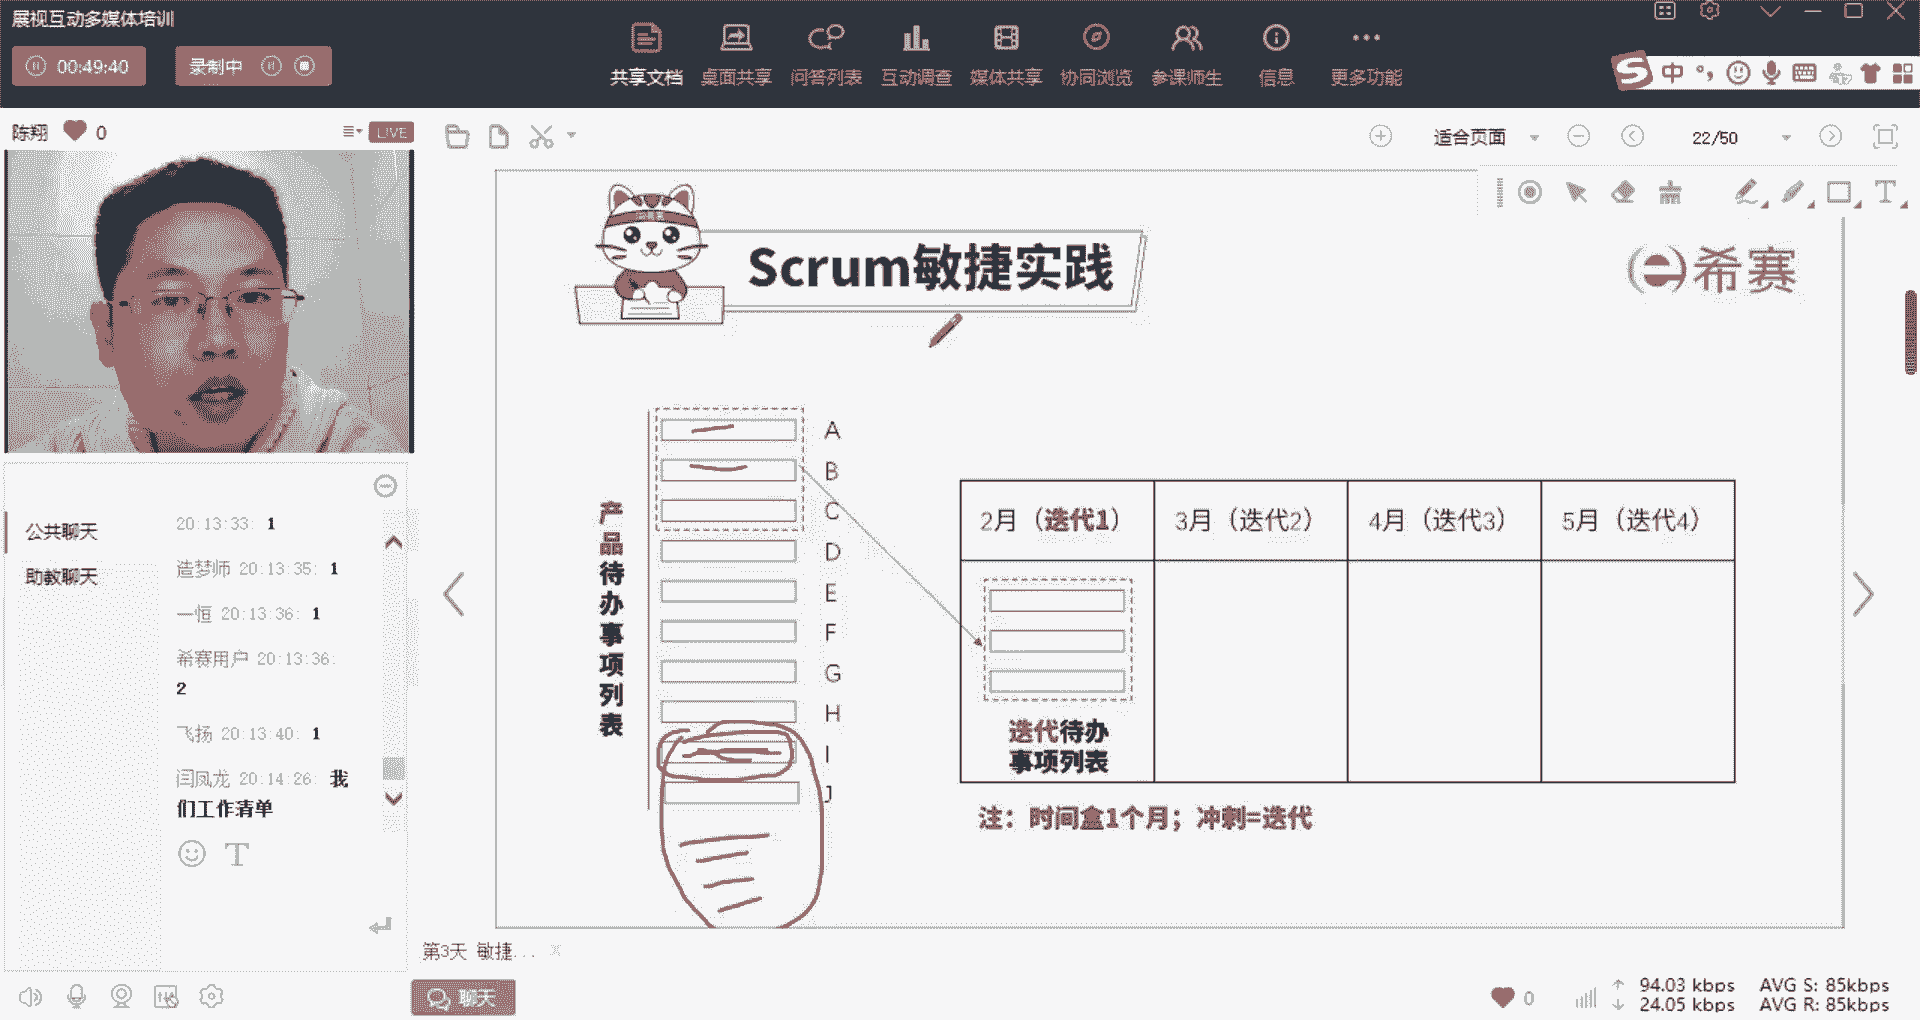 展视互动多媒体培训
00:49:40
录制中
共享文档 桌面共享 问答列表 互动调查 媒体共享 协同浏览 参课师生 信息 更多功能
中
陈翔 0
LIVE
适合页面
22/50
Scrum敏捷实践
希赛
产品待办事项列表
A
B
C
D
E
F
G
H
I
J
2月（迭代1） 3月（迭代2） 4月（迭代3） 5月（迭代4）
迭代待办
事项列表
注：时间盒1个月；冲刺=迭代
公共聊天
助教聊天
20:13:33: 1
造梦师 20:13:35: 1
一恒 20:13:36: 1
希赛用户 20:13:36:
2
飞扬 20:13:40: 1
闫凤龙 20:14:26: 我
们工作清单
第3天 敏捷...
聊天
0
94.03 kbps AVG S: 85kbps
24.05 kbps AVG R: 85kbps